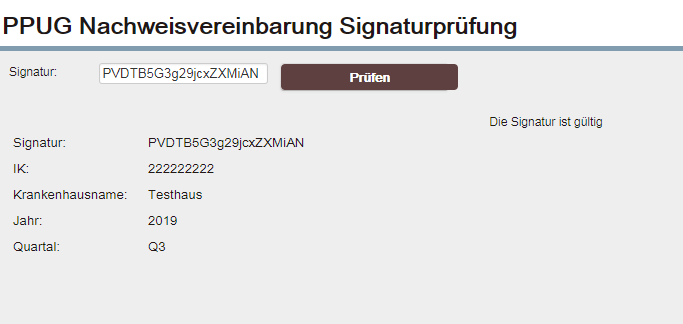 PPUG Nachweisvereinbarung Signaturprüfung
Signatur: PVDTB5G3g29jcxZXMiAN Prüfen
Die Signatur ist gültig
Signatur: PVDTB5G3g29jcxZXMiAN
IK: 222222222
Krankenhausname: Testhaus
Jahr: 2019
Quartal: Q3